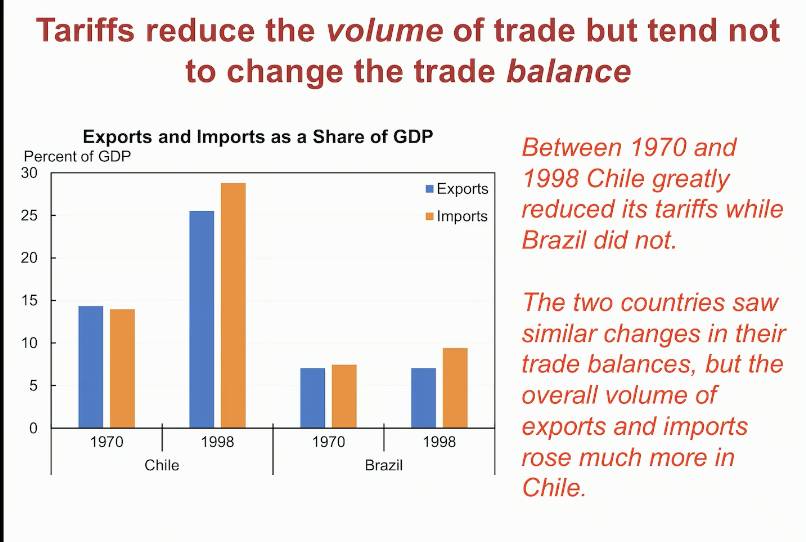 Tariffs reduce the volume of trade but tend not
to change the trade balance
Exports and Imports as a Share of GDP
Percent of GDP
30
25
20
15
10
5
0
Exports
Imports
1970
1998
1970
1998
Chile
Brazil
Between 1970 and
1998 Chile greatly
reduced its tariffs while
Brazil did not.
The two countries saw
similar changes in their
trade balances, but the
overall volume of
exports and imports
rose much more in
Chile.